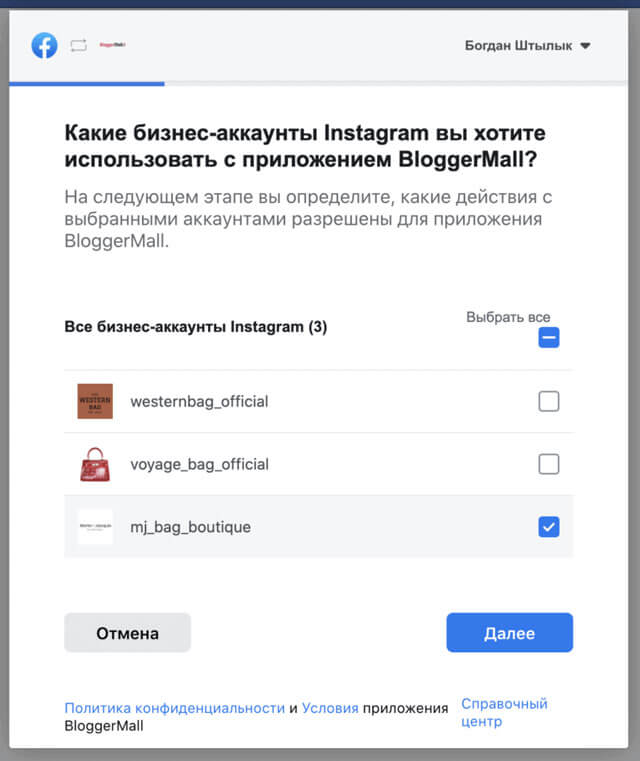 BloggerMall
Богдан Штылык
Какие бизнес-аккаунты Instagram вы хотите
использовать с приложением BloggerMall?
На следующем этапе вы определите, какие действия с
выбранными аккаунтами разрешены для приложения
BloggerMall.
Выбрать все
Все бизнес-аккаунты Instagram (3)
WESTERN
BAG
westernbag_official
voyage_bag_official
mj_bag_boutique
Отмена
Далее
Политика конфиденциальности и Условия приложения
BloggerMall
Справочный
центр